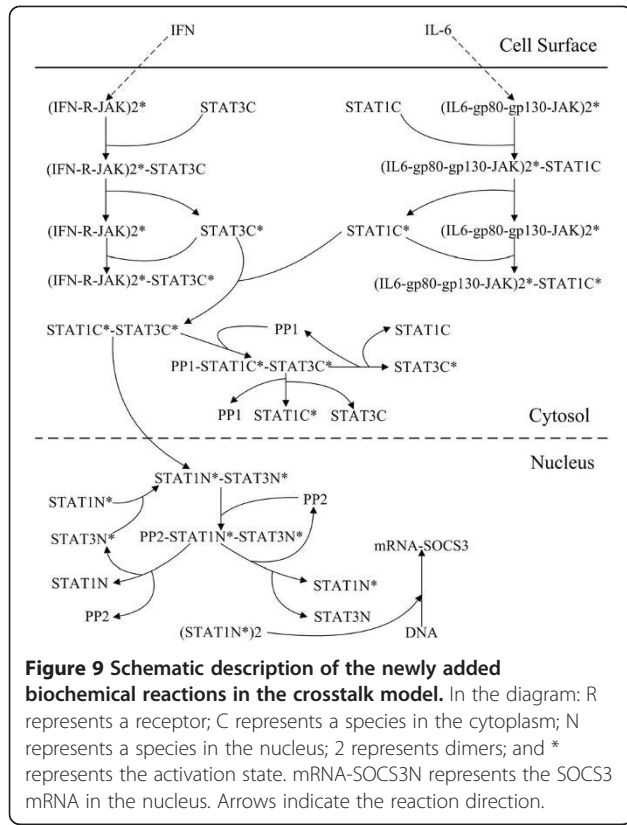 IFN IL-6
Cell Surface
(IFN-R-JAK)2* STAT3C STAT1C (IL6-gp80-gp130-JAK)2*
(IFN-R-JAK)2*-STAT3C (IL6-gp80-gp130-JAK)2*-STAT1C
(IFN-R-JAK)2* STAT3C* STAT1C* (IL6-gp80-gp130-JAK)2*
(IFN-R-JAK)2*-STAT3C* (IL6-gp80-gp130-JAK)2*-STAT1C*
STAT1C*-STAT3C* PP1 STAT1C
PP1-STAT1C*-STAT3C* STAT3C*
PP1 STAT1C* STAT3C
Cytosol
Nucleus
STAT1N*-STAT3N*
STAT1N* PP2
STAT3N* PP2-STAT1N*-STAT3N*
mRNA-SOCS3
STAT1N STAT1N*
PP2 STAT3N
(STAT1N*)2 DNA
Figure 9 Schematic description of the newly added
biochemical reactions in the crosstalk model. In the diagram: R
represents a receptor; C represents a species in the cytoplasm; N
represents a species in the nucleus; 2 represents dimers; and *
represents the activation state. mRNA-SOCS3N represents the SOCS3
mRNA in the nucleus. Arrows indicate the reaction direction.